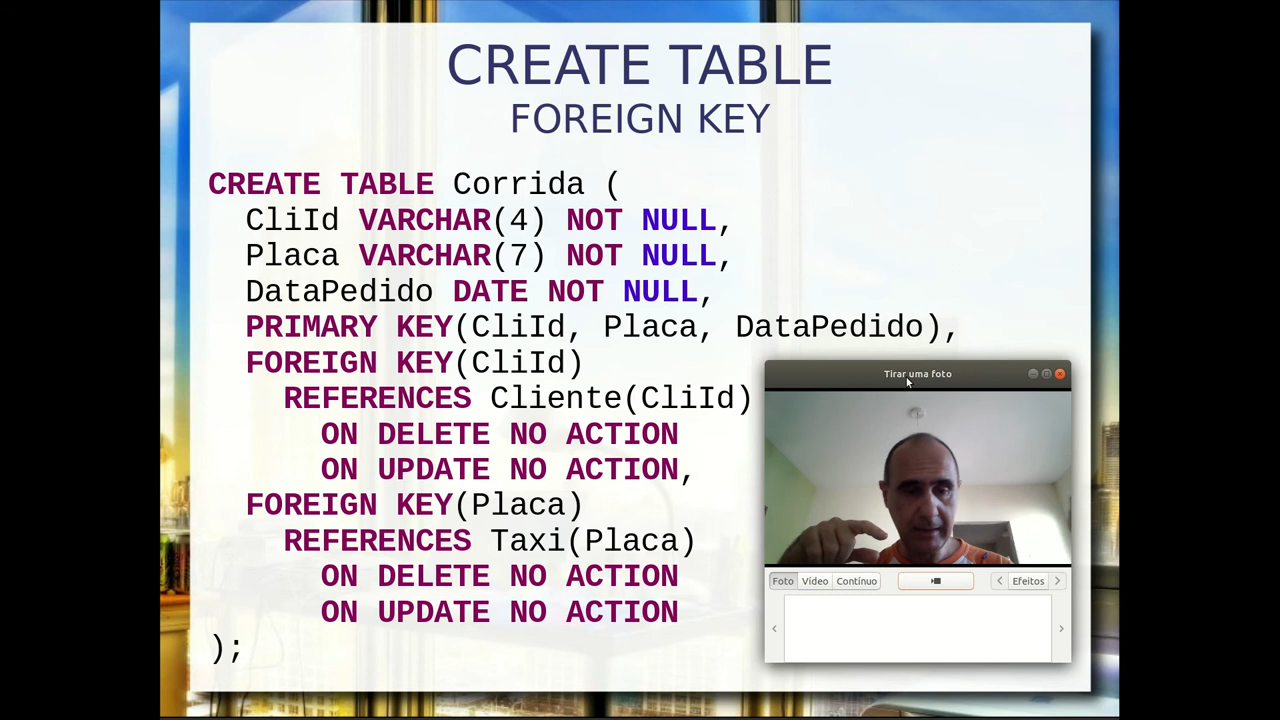 CREATE TABLE
FOREIGN KEY
CREATE TABLE Corrida (
CliId VARCHAR(4) NOT NULL,
Placa VARCHAR(7) NOT NULL,
DataPedido DATE NOT NULL,
PRIMARY KEY(CliId, Placa, DataPedido),
FOREIGN KEY(CliId)
REFERENCES Cliente(CliId)
ON DELETE NO ACTION
ON UPDATE NO ACTION,
FOREIGN KEY(Placa)
REFERENCES Taxi(Placa)
ON DELETE NO ACTION
ON UPDATE NO ACTION
);
Tirar uma foto
Foto Vídeo Contínuo Efeitos